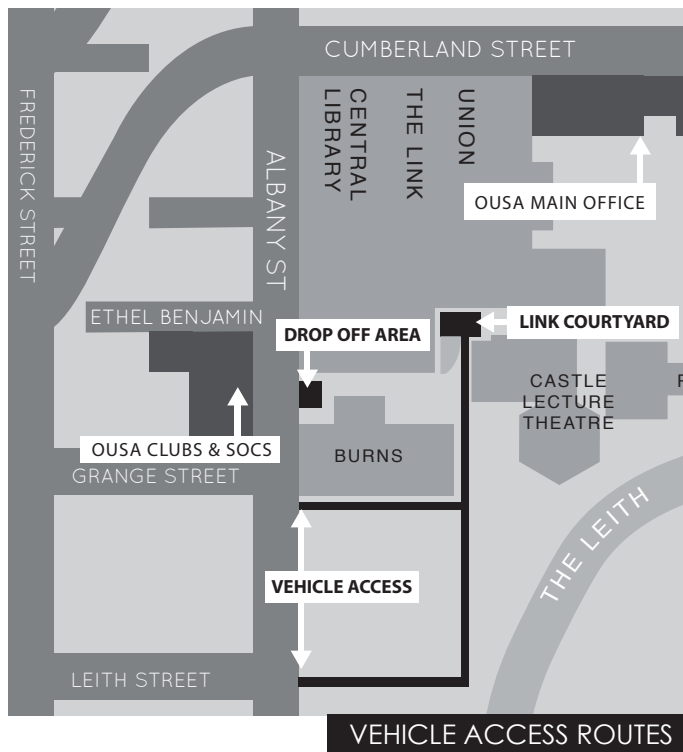 CUMBERLAND STREET
FREDERICK STREET
ALBANY ST
CENTRAL
LIBRARY
THE LINK
UNION
OUSA MAIN OFFICE
ETHEL BENJAMIN
DROP OFF AREA
LINK COURTYARD
CASTLE
LECTURE
THEATRE
OUSA CLUBS & SOCS
BURNS
GRANGE STREET
THE LEITH
VEHICLE ACCESS
LEITH STREET
VEHICLE ACCESS ROUTES